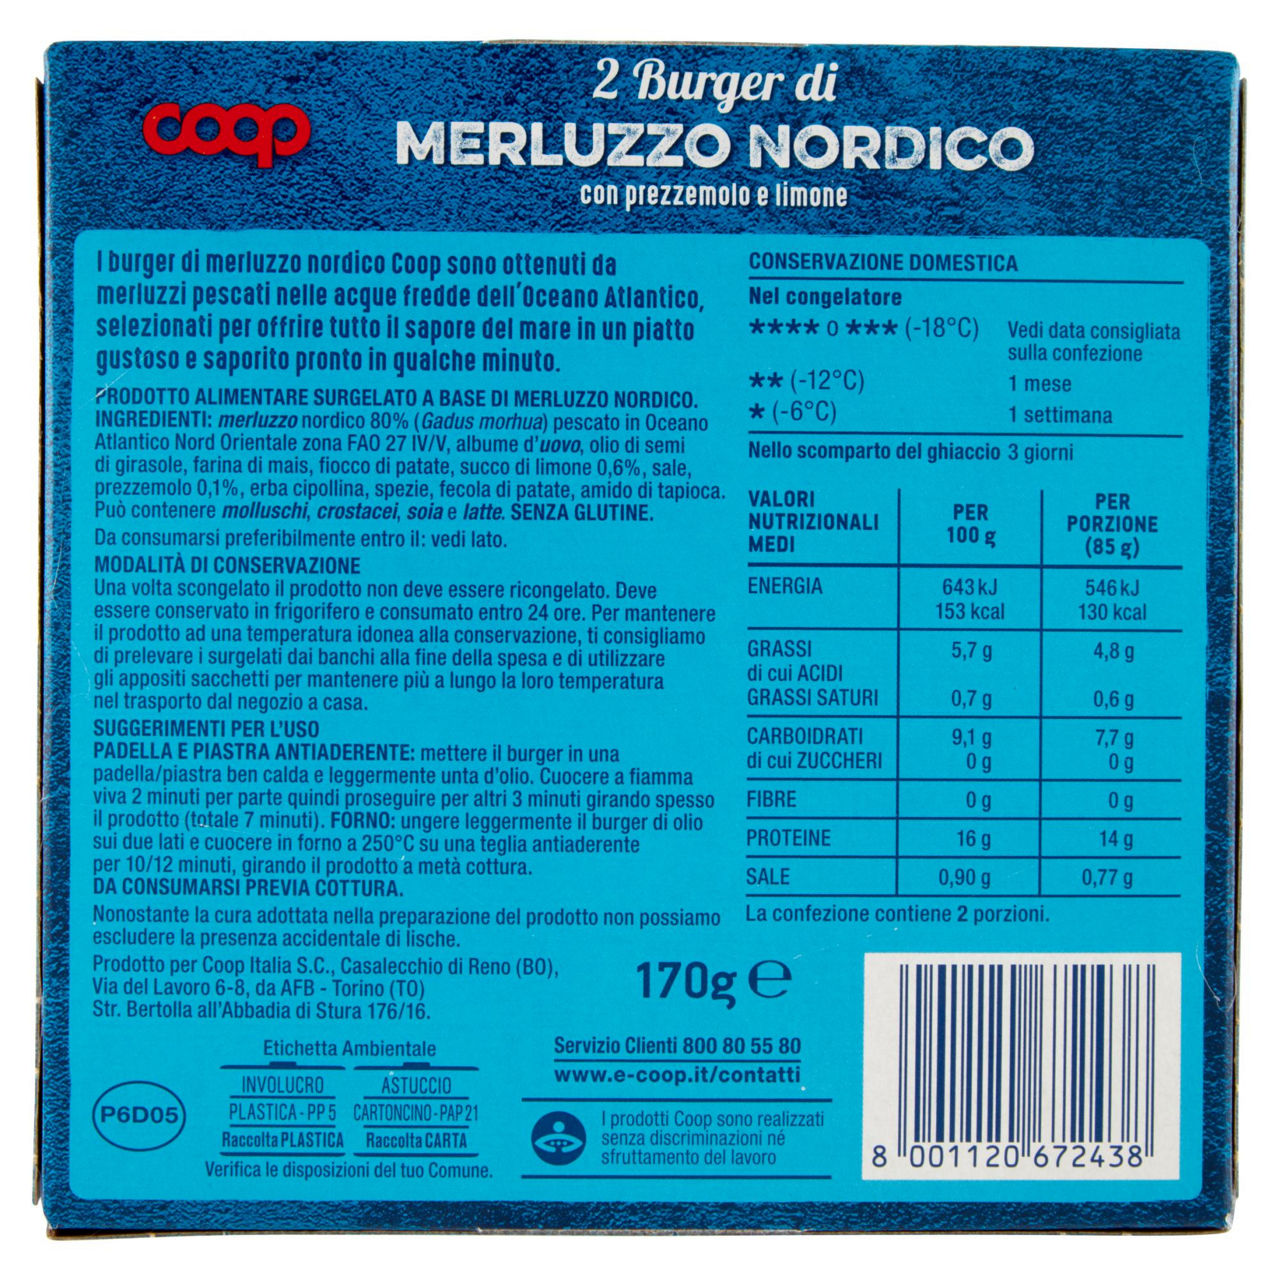 coop
2 Burger di
MERLUZZO NORDICO
con prezzemolo e limone
I burger di merluzzo nordico Coop sono ottenuti da
merluzzi pescati nelle acque fredde dell'Oceano Atlantico,
selezionati per offrire tutto il sapore del mare in un piatto
gustoso e saporito pronto in qualche minuto.
PRODOTTO ALIMENTARE SURGELATO A BASE DI MERLUZZO NORDICO.
INGREDIENTI: merluzzo nordico 80% (Gadus morhua) pescato in Oceano
Atlantico Nord Orientale zona FAO 27 IV/V, albume d'uovo, olio di semi
di girasole, farina di mais, fiocco di patate, succo di limone 0,6%, sale,
prezzemolo 0,1%, erba cipollina, spezie, fecola di patate, amido di tapioca.
Può contenere molluschi, crostacei, soia e latte. SENZA GLUTINE.
Da consumarsi preferibilmente entro il: vedi lato.
MODALITÀ DI CONSERVAZIONE
Una volta scongelato il prodotto non deve essere ricongelato. Deve
essere conservato in frigorifero e consumato entro 24 ore. Per mantenere
il prodotto ad una temperatura idonea alla conservazione, ti consigliamo
di prelevare i surgelati dai banchi alla fine della spesa e di utilizzare
gli appositi sacchetti per mantenere più a lungo la loro temperatura
nel trasporto dal negozio a casa.
SUGGERIMENTI PER L'USO
PADELLA E PIASTRA ANTIADERENTE: mettere il burger in una
padella/piastra ben calda e leggermente unta d'olio. Cuocere a fiamma
viva 2 minuti per parte quindi proseguire per altri 3 minuti girando spesso
il prodotto (totale 7 minuti). FORNO: ungere leggermente il burger di olio
sui due lati e cuocere in forno a 250°C su una teglia antiaderente
per 10/12 minuti, girando il prodotto a metà cottura.
DA CONSUMARSI PREVIA COTTURA.
Nonostante la cura adottata nella preparazione del prodotto non possiamo
escludere la presenza accidentale di lische.
Prodotto per Coop Italia S.C., Casalecchio di Reno (BO),
Via del Lavoro 6-8, da AFB - Torino (TO)
Str. Bertolla all'Abbadia di Stura 176/16.
170g ℮
Etichetta Ambientale
INVOLUCRO ASTUCCIO
PLASTICA-PP 5 CARTONCINO-PAP 21
Raccolta PLASTICA Raccolta CARTA
Verifica le disposizioni del tuo Comune.
P6D05
Servizio Clienti 800 80 55 80
www.e-coop.it/contatti
I prodotti Coop sono realizzati
senza discriminazioni né
sfruttamento del lavoro
CONSERVAZIONE DOMESTICA
Nel congelatore
**** o *** (-18°C) Vedi data consigliata
sulla confezione
** (-12°C) 1 mese
* (-6°C) 1 settimana
Nello scomparto del ghiaccio 3 giorni
VALORI NUTRIZIONALI MEDI PER 100 g PER PORZIONE (85 g)
ENERGIA 643 kJ 546 kJ
153 kcal 130 kcal
GRASSI 5,7 g 4,8 g
di cui ACIDI
GRASSI SATURI 0,7 g 0,6 g
CARBOIDRATI 9,1 g 7,7 g
di cui ZUCCHERI 0 g 0 g
FIBRE 0 g 0 g
PROTEINE 16 g 14 g
SALE 0,90 g 0,77 g
La confezione contiene 2 porzioni.
8 001120 672438